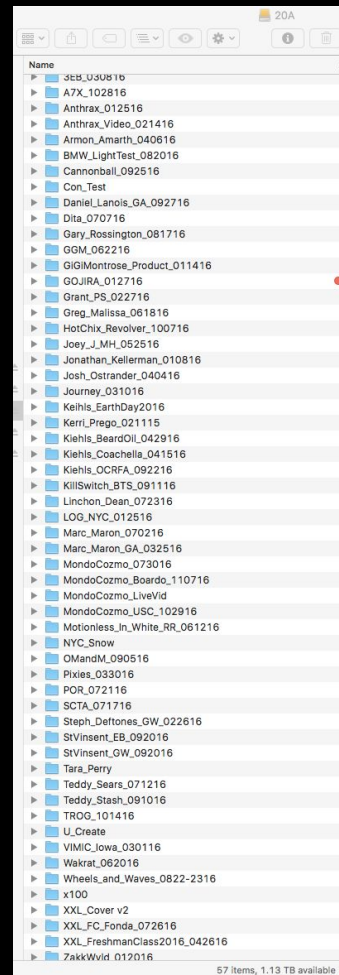 20A
Name
3EB_030816
A7X_102816
Anthrax_012516
Anthrax_Video_021416
Armon_Amarth_040616
BMW_LightTest_082016
Cannonball_092516
Con_Test
Daniel_Lanois_GA_092716
Dita_070716
Gary_Rossington_081716
GGM_062216
GiGiMontrose_Product_011416
GOJIRA_012716
Grant_PS_022716
Greg_Malissa_061816
HotChix_Revolver_100716
Joey_J_MH_052516
Jonathan_Kellerman_010816
Josh_Ostrander_040416
Journey_031016
Keihls_EarthDay2016
Kerri_Prego_021115
Kiehls_BeardOil_042916
Kiehls_Coachella_041516
Kiehls_OCRFA_092216
KillSwitch_BTS_091116
Linchon_Dean_072316
LOG_NYC_012516
Marc_Maron_070216
Marc_Maron_GA_032516
MondoCozmo_073016
MondoCozmo_Boardo_110716
MondoCozmo_LiveVid
MondoCozmo_USC_102916
Motionless_In_White_RR_061216
NYC_Snow
OMandM_090516
Pixies_033016
POR_072116
SCTA_071716
Steph_Deftones_GW_022616
StVinsent_EB_092016
StVinsent_GW_092016
Tara_Perry
Teddy_Sears_071216
Teddy_Stash_091016
TROG_101416
U_Create
VIMIC_Iowa_030116
Wakrat_062016
Wheels_and_Waves_0822-2316
x100
XXL_Cover v2
XXL_FC_Fonda_072616
XXL_FreshmanClass2016_042616
ZakkWyld_012016
57 items, 1.13 TB available